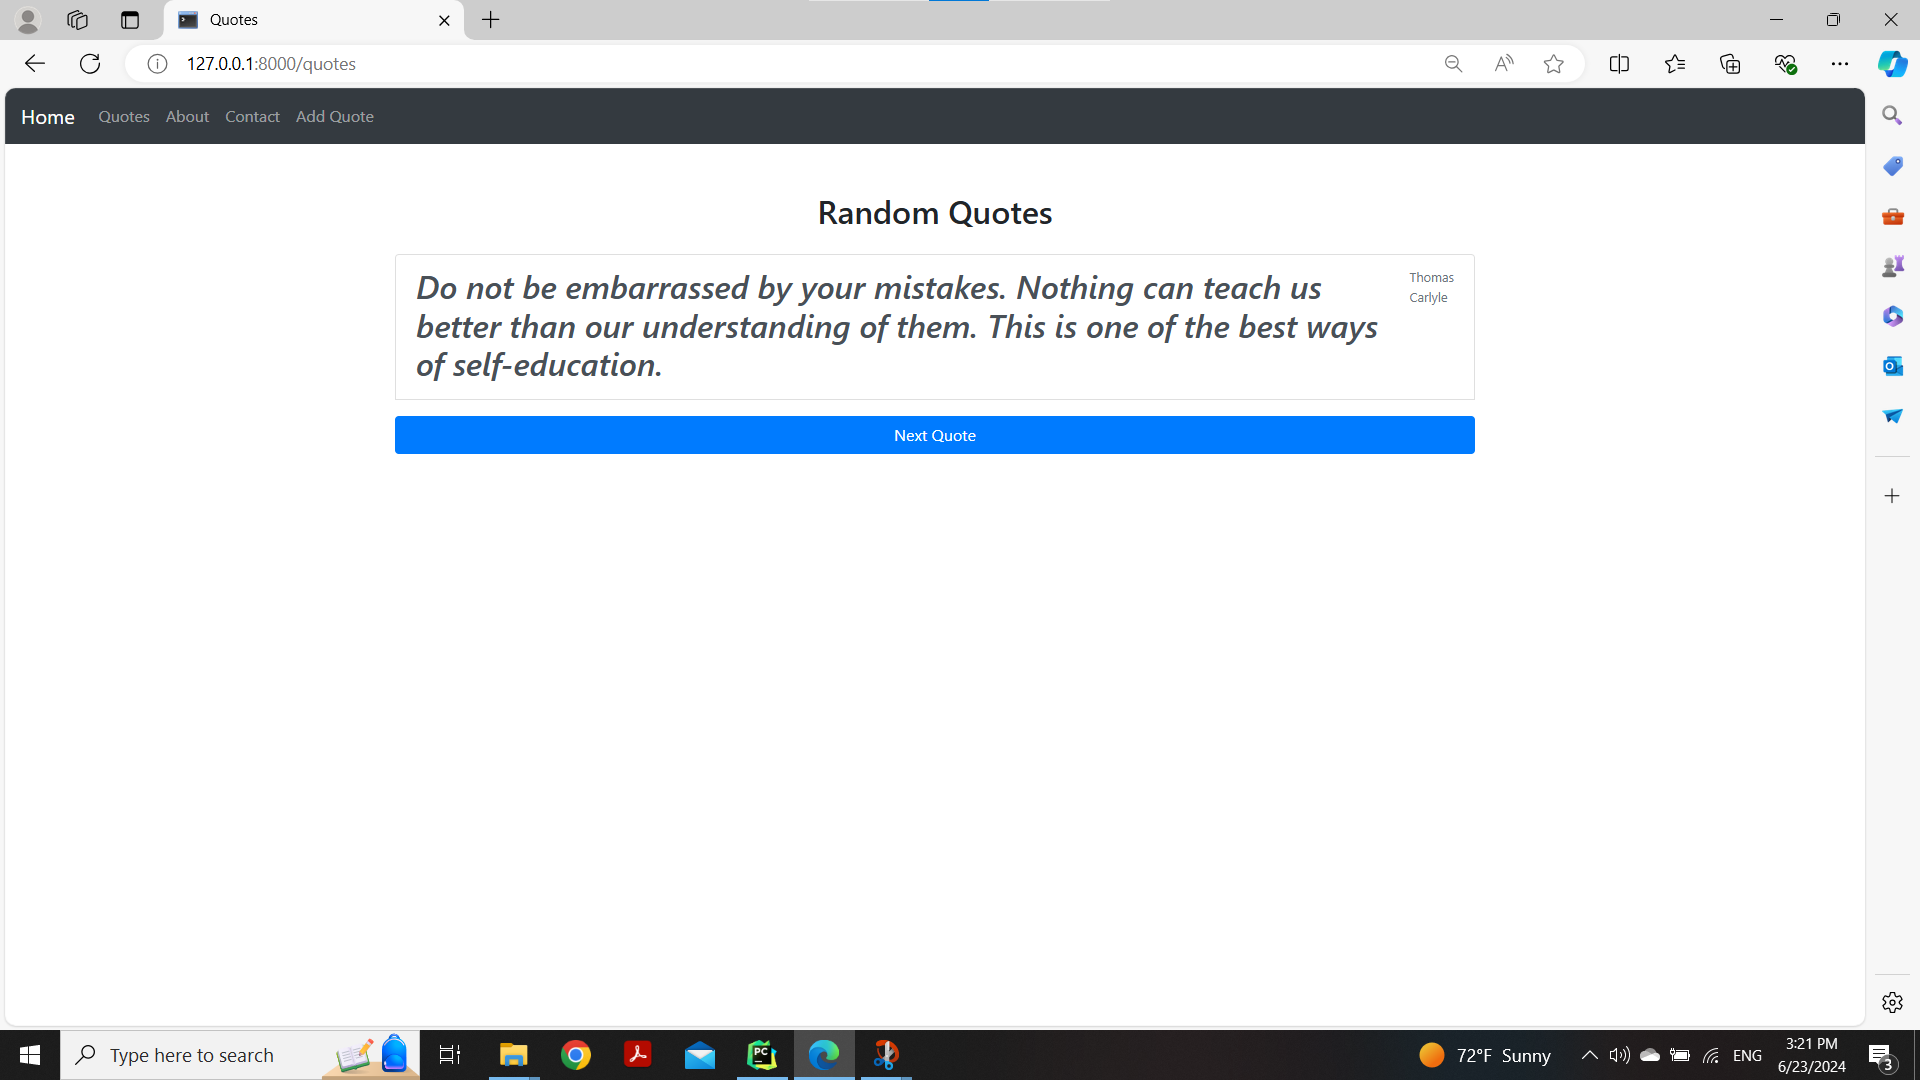 Quotes
127.0.0.1:8000/quotes
Home Quotes About Contact Add Quote
Random Quotes
Do not be embarrassed by your mistakes. Nothing can teach us
better than our understanding of them. This is one of the best ways
of self-education.
Thomas
Carlyle
Next Quote
Type here to search
PC
72°F Sunny
ENG
3:21 PM
6/23/2024
3